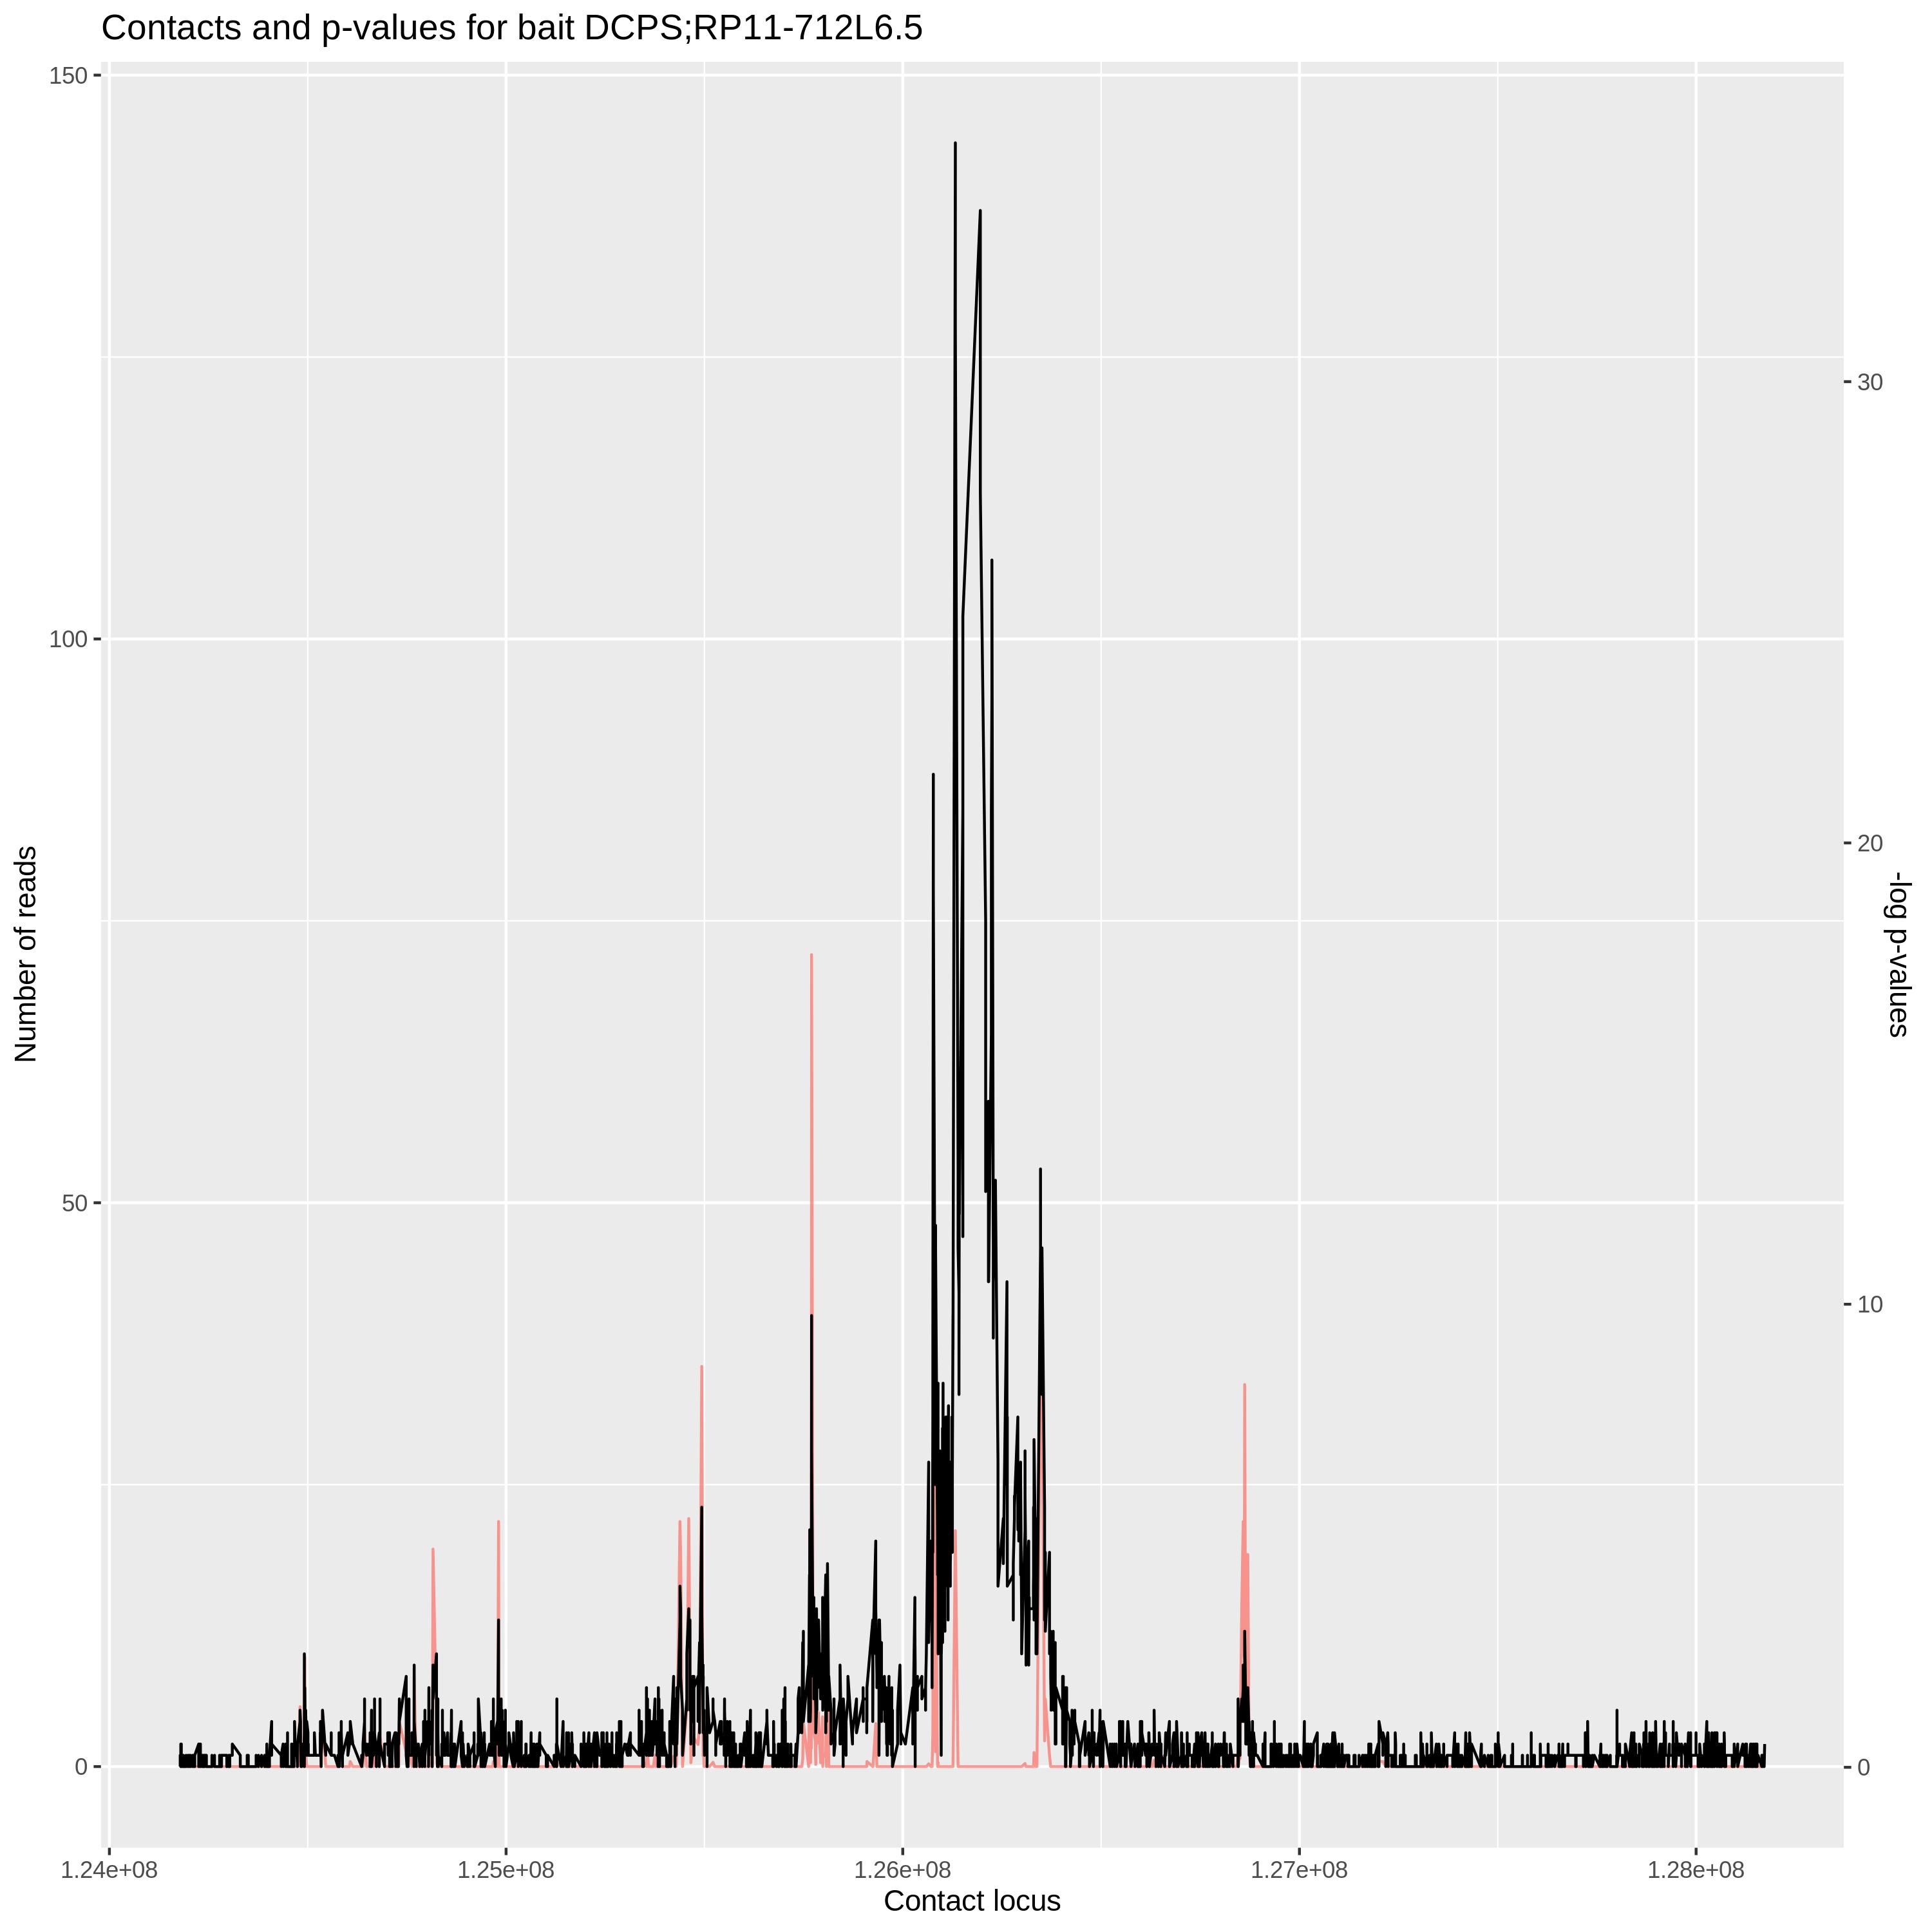 Contacts and p-values for bait DCPS;RP11-712L6.5
150
100
50
0
Number of reads
30
20
10
0
-log p-values
1.24e+08 1.25e+08 1.26e+08 1.27e+08 1.28e+08
Contact locus